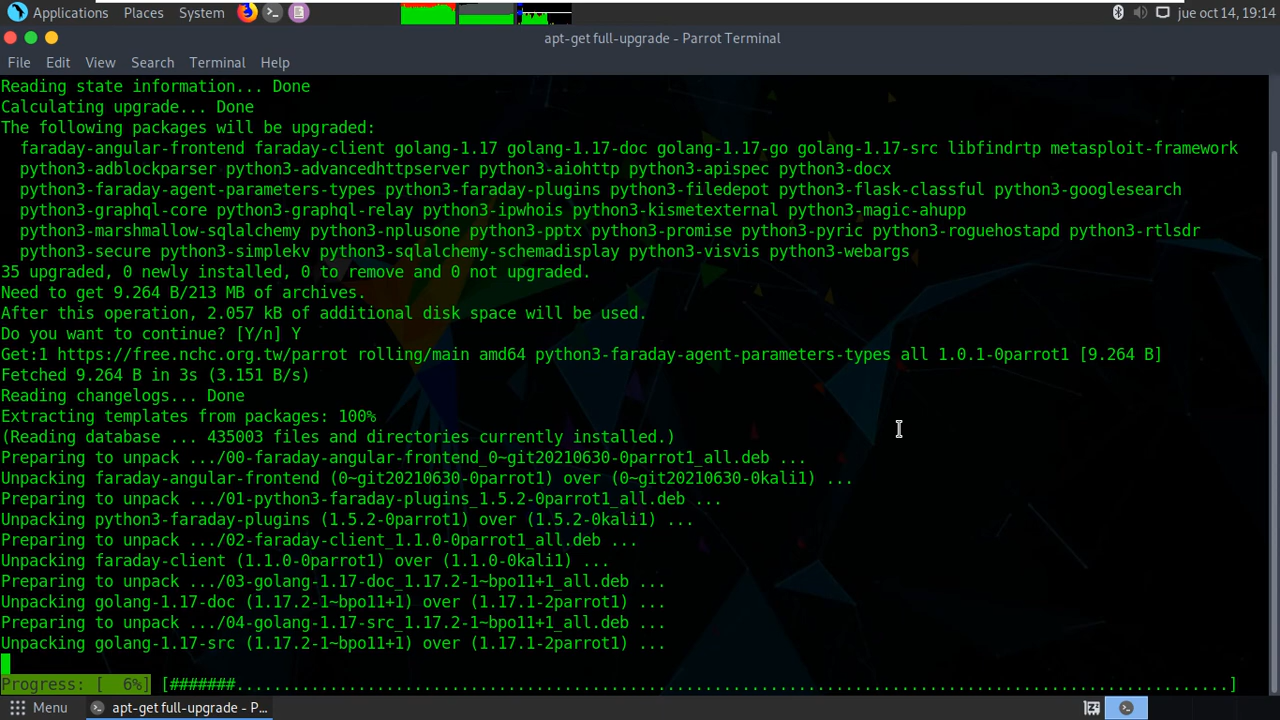 Applications Places System jue oct 14, 19:14
apt-get full-upgrade - Parrot Terminal
File Edit View Search Terminal Help
Reading state information... Done
Calculating upgrade... Done
The following packages will be upgraded:
faraday-angular-frontend faraday-client golang-1.17 golang-1.17-doc golang-1.17-go golang-1.17-src libfindrtp metasploit-framework
python3-adblockparser python3-advancedhttpserver python3-aiohttp python3-apispec python3-docx
python3-faraday-agent-parameters-types python3-faraday-plugins python3-filedepot python3-flask-classful python3-googlesearch
python3-graphql-core python3-graphql-relay python3-ipwhois python3-kismetexternal python3-magic-ahupp
python3-marshmallow-sqlalchemy python3-nplusone python3-pptx python3-promise python3-pyric python3-roguehostapd python3-rtlsdr
python3-secure python3-simplekv python3-sqlalchemy-schemadisplay python3-visvis python3-webargs
35 upgraded, 0 newly installed, 0 to remove and 0 not upgraded.
Need to get 9.264 B/213 MB of archives.
After this operation, 2.057 kB of additional disk space will be used.
Do you want to continue? [Y/n] Y
Get:1 https://free.nchc.org.tw/parrot rolling/main amd64 python3-faraday-agent-parameters-types all 1.0.1-0parrot1 [9.264 B]
Fetched 9.264 B in 3s (3.151 B/s)
Reading changelogs... Done
Extracting templates from packages: 100%
(Reading database ... 435003 files and directories currently installed.)
Preparing to unpack .../00-faraday-angular-frontend_0~git20210630-0parrot1_all.deb ...
Unpacking faraday-angular-frontend (0~git20210630-0parrot1) over (0~git20210630-0kali1) ...
Preparing to unpack .../01-python3-faraday-plugins_1.5.2-0parrot1_all.deb ...
Unpacking python3-faraday-plugins (1.5.2-0parrot1) over (1.5.2-0kali1) ...
Preparing to unpack .../02-faraday-client_1.1.0-0parrot1_all.deb ...
Unpacking faraday-client (1.1.0-0parrot1) over (1.1.0-0kali1) ...
Preparing to unpack .../03-golang-1.17-doc_1.17.2-1~bpo11+1_all.deb ...
Unpacking golang-1.17-doc (1.17.2-1~bpo11+1) over (1.17.1-2parrot1) ...
Preparing to unpack .../04-golang-1.17-src_1.17.2-1~bpo11+1_all.deb ...
Unpacking golang-1.17-src (1.17.2-1~bpo11+1) over (1.17.1-2parrot1) ...
Progress: [  6%] [#######.....................................................................................................]
Menu apt-get full-upgrade - P...